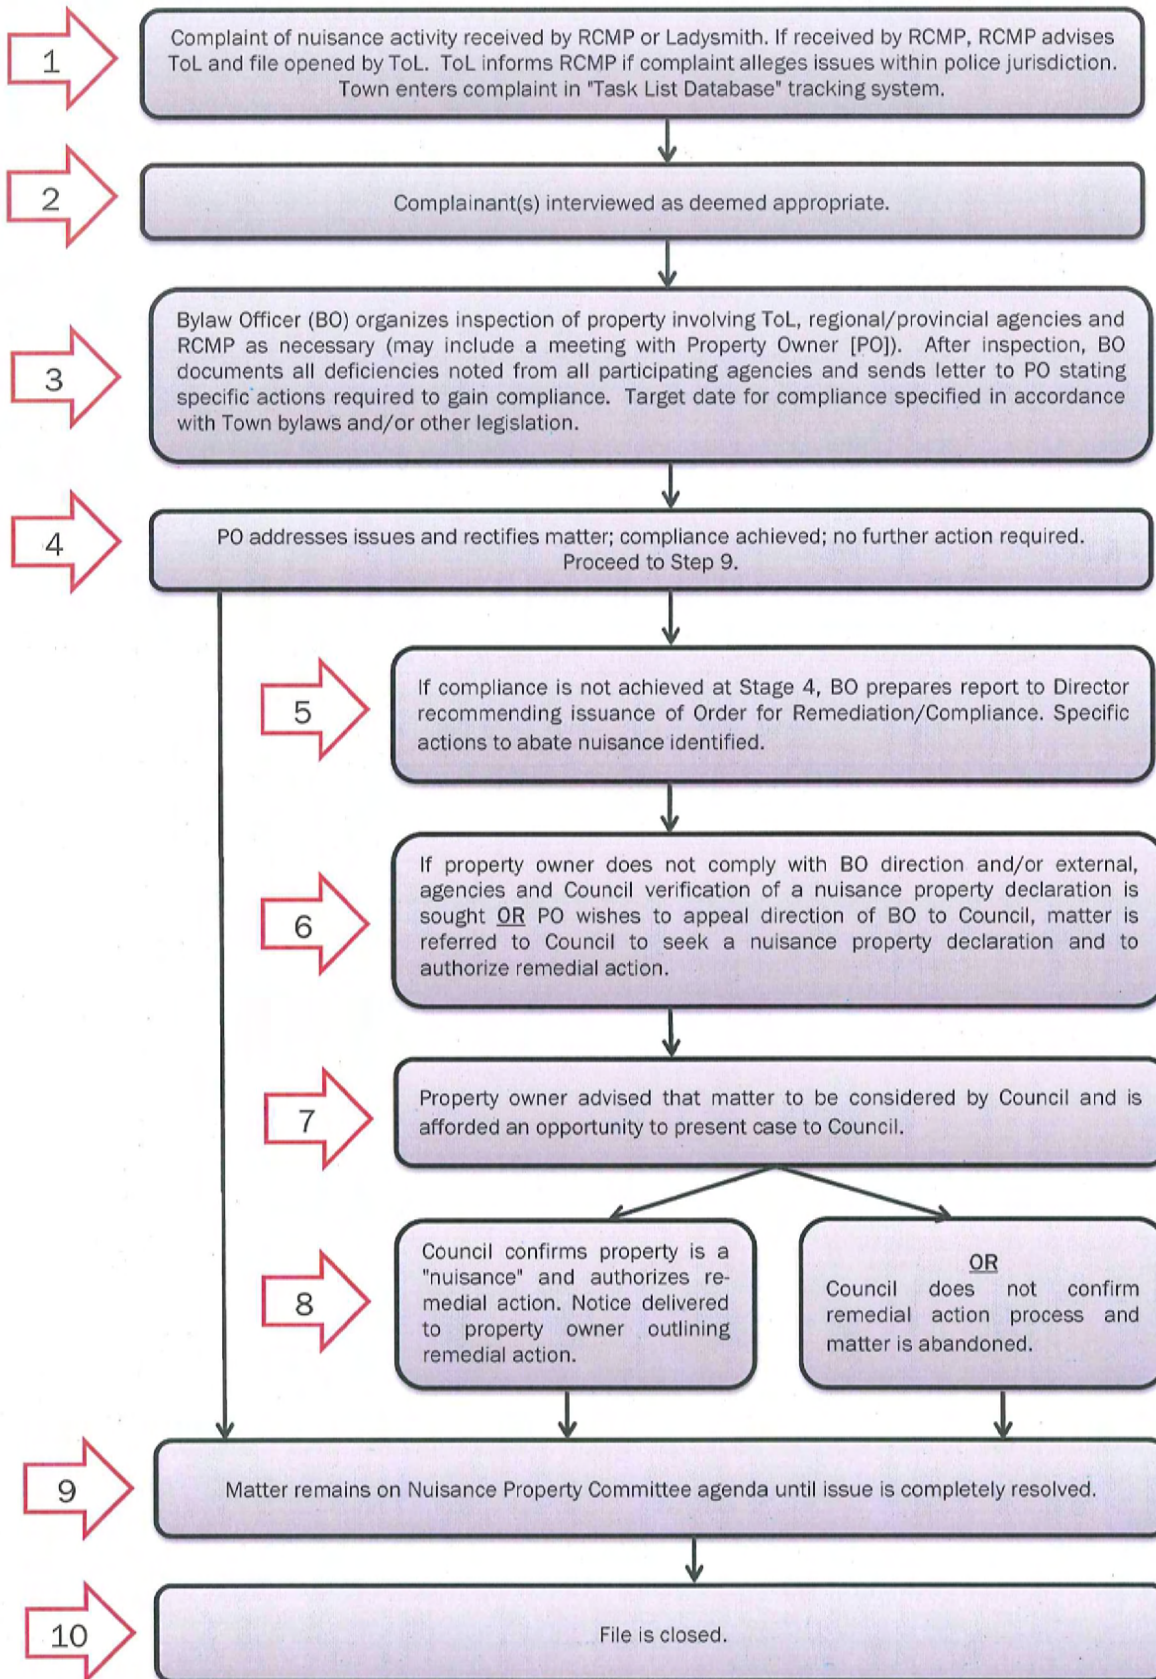 1
Complaint of nuisance activity received by RCMP or Ladysmith. If received by RCMP, RCMP advises
ToL and file opened by ToL. ToL informs RCMP if complaint alleges issues within police jurisdiction.
Town enters complaint in "Task List Database" tracking system.
2
Complainant(s) interviewed as deemed appropriate.
3
Bylaw Officer (BO) organizes inspection of property involving ToL, regional/provincial agencies and
RCMP as necessary (may include a meeting with Property Owner [PO]). After inspection, BO
documents all deficiencies noted from all participating agencies and sends letter to PO stating
specific actions required to gain compliance. Target date for compliance specified in accordance
with Town bylaws and/or other legislation.
4
PO addresses issues and rectifies matter; compliance achieved; no further action required.
Proceed to Step 9.
5
If compliance is not achieved at Stage 4, BO prepares report to Director
recommending issuance of Order for Remediation/Compliance. Specific
actions to abate nuisance identified.
6
If property owner does not comply with BO direction and/or external,
agencies and Council verification of a nuisance property declaration is
sought OR PO wishes to appeal direction of BO to Council, matter is
referred to Council to seek a nuisance property declaration and to
authorize remedial action.
7
Property owner advised that matter to be considered by Council and is
afforded an opportunity to present case to Council.
8
Council confirms property is a
"nuisance" and authorizes re-
medial action. Notice delivered
to property owner outlining
remedial action.
OR
Council does not confirm
remedial action process and
matter is abandoned.
9
Matter remains on Nuisance Property Committee agenda until issue is completely resolved.
10
File is closed.